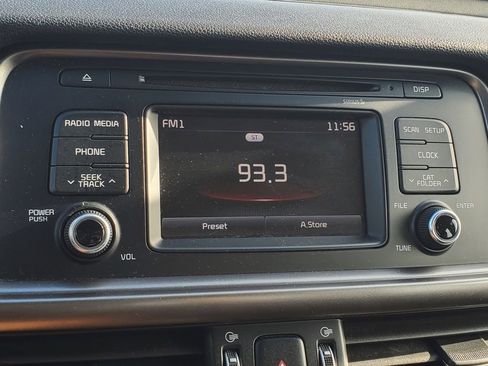 DISP
SiriusXM
RADIO MEDIA
PHONE
SEEK
TRACK
POWER
PUSH
VOL
FM1
11:56
ST
93.3
Preset
A.Store
SCAN SETUP
CLOCK
CAT
FOLDER
FILE
ENTER
TUNE